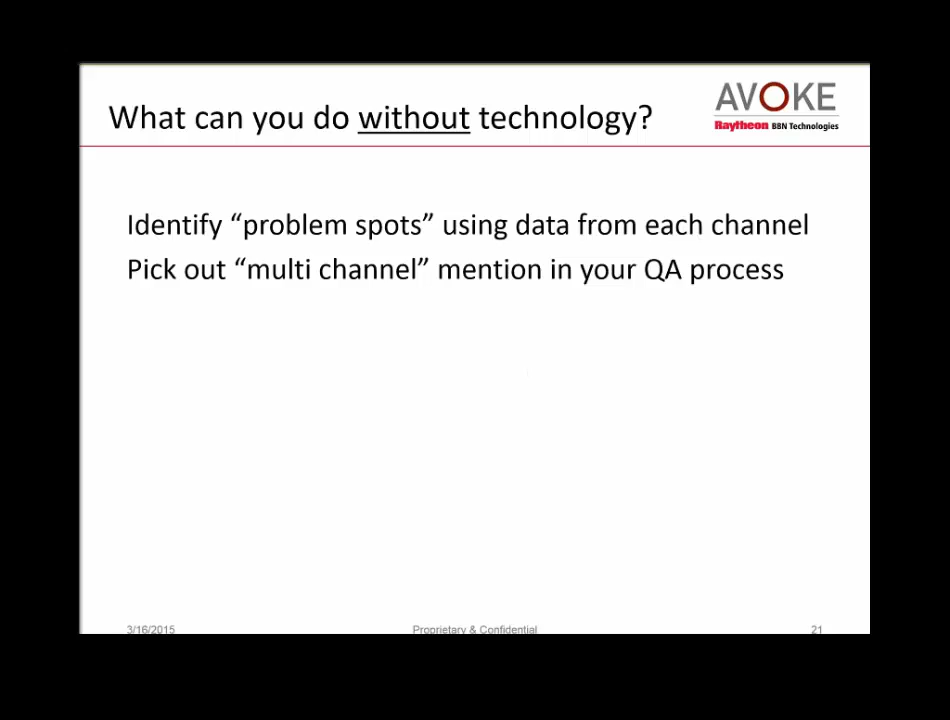 What can you do without technology?
AVOKE
Raytheon BBN Technologies
Identify “problem spots” using data from each channel
Pick out “multi channel” mention in your QA process
3/16/2015
Proprietary & Confidential
21